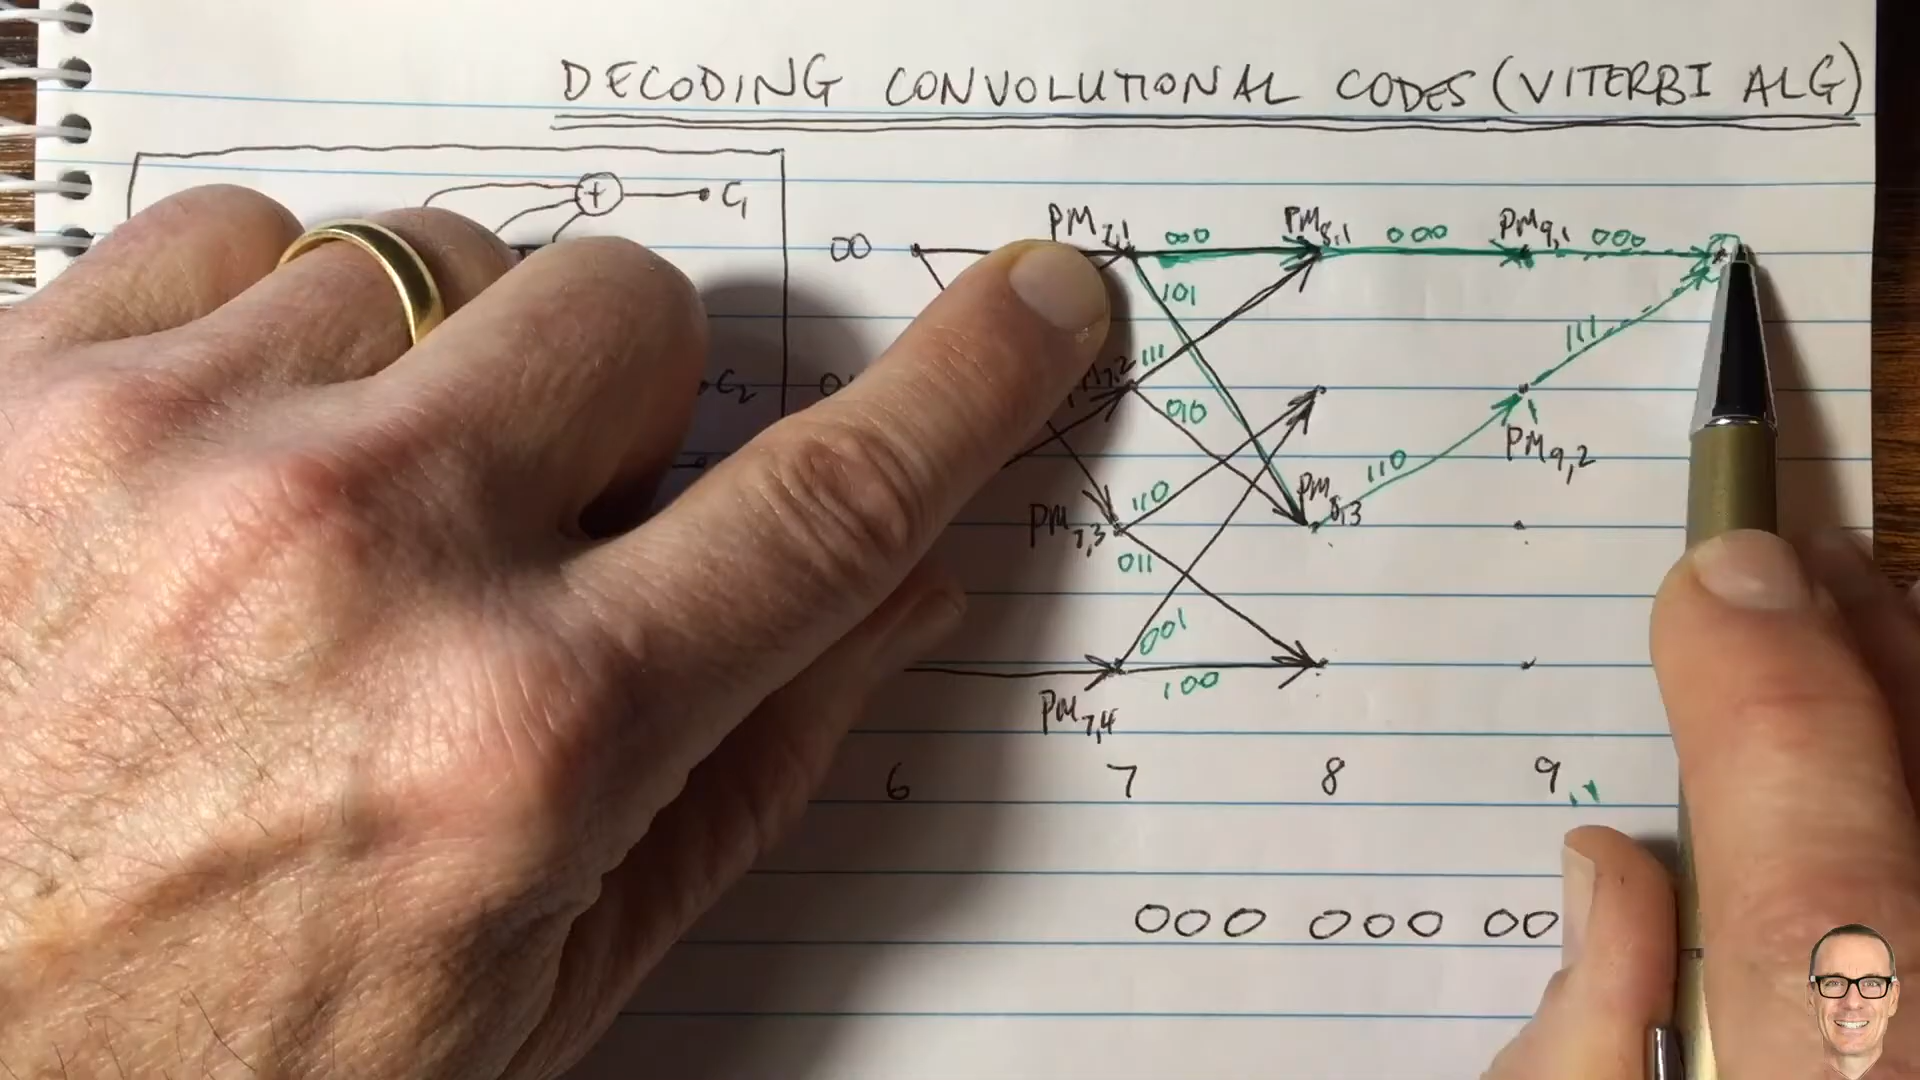 DECODING CONVOLUTIONAL CODES (VITERBI ALG)
+ C1
PM7,1 000 PM8,1 000 PM9,1 000
00
101
111
111
C2
010
PM9,2
110
PM8,3
110
PM7,3
011
001
100
PM7,4
6 7 8 9
000 000 00